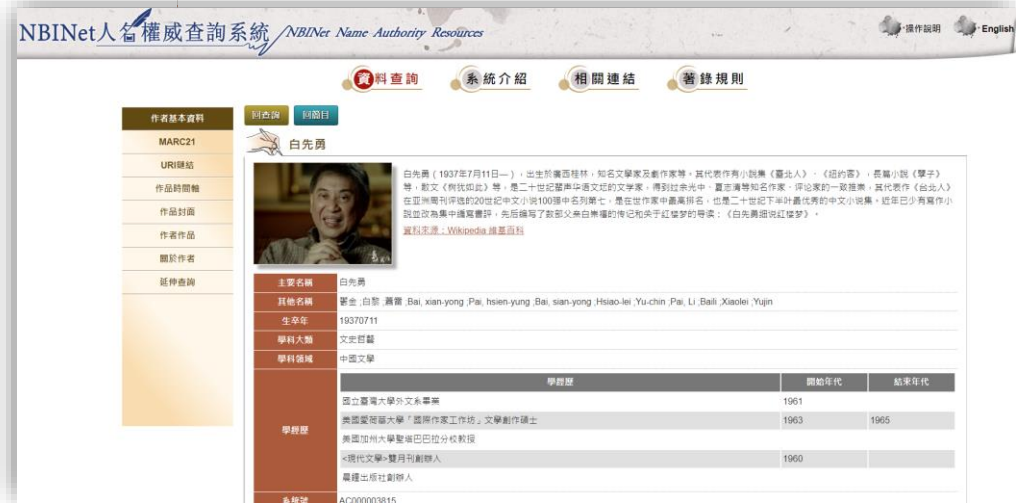 NBINet人名權威查詢系統 NBINet Name Authority Resources
操作說明
English
資料查詢
系統介紹
相關連結
著錄規則
作者基本資料
MARC21
URI鏈結
作品時間軸
作品封面
作者作品
關於作者
延伸查詢
回查詢
回簡目
白先勇
白先勇（1937年7月11日—），出生於廣西桂林，知名文學家及劇作家等。其代表作有小說集《臺北人》、《紐約客》，長篇小說《孽子》
等，散文《樹猶如此》等，是二十世紀華声华语文坛的文学家，得到过余光中、夏志清等知名作家、评论家的一致推崇，其代表作《台北人》
在亚洲周刊评选的20世紀中文小说100强中名列第七，是在世作家中最高排名，也是二十世纪下半叶最优秀的中文小说集。近年已少有寫作小
說並改為集中編寫書評，先后编写了数部父亲白崇禧的传记和关于红楼梦的导读：《白先勇细说红楼梦》。
資料來源：Wikipedia 維基百科
主要名稱 白先勇
其他名稱 鬱金 ;白黎 ;蕭雷 ;Bai, xian-yong ;Pai, hsien-yung ;Bai, sian-yong ;Hsiao-lei ;Yu-chin ;Pai, Li ;Baili ;Xiaolei ;Yujin
生卒年 19370711
學科大類 文史哲藝
學科領域 中國文學
學經歷
學經歷 開始年代 結束年代
國立臺灣大學外文系畢業 1961
美國愛荷華大學「國際作家工作坊」文學創作碩士 1963 1965
美國加州大學聖塔巴巴拉分校教授
<現代文學>雙月刊創辦人 1960
晨鐘出版社創辦人
系統號 AC000003815